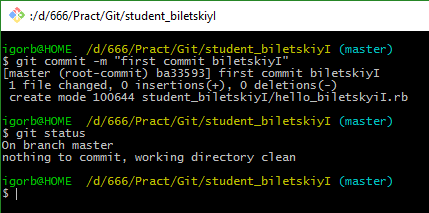 :/d/666/Pract/Git/student_biletskiyI
igorb@HOME /d/666/Pract/Git/student_biletskiyI (master)
$ git commit -m "first commit biletskiyI"
[master (root-commit) ba33593] first commit biletskiyI
1 file changed, 0 insertions(+), 0 deletions(-)
create mode 100644 student_biletskiyI/hello_biletskyiI.rb
igorb@HOME /d/666/Pract/Git/student_biletskiyI (master)
$ git status
On branch master
nothing to commit, working directory clean
igorb@HOME /d/666/Pract/Git/student_biletskiyI (master)
$